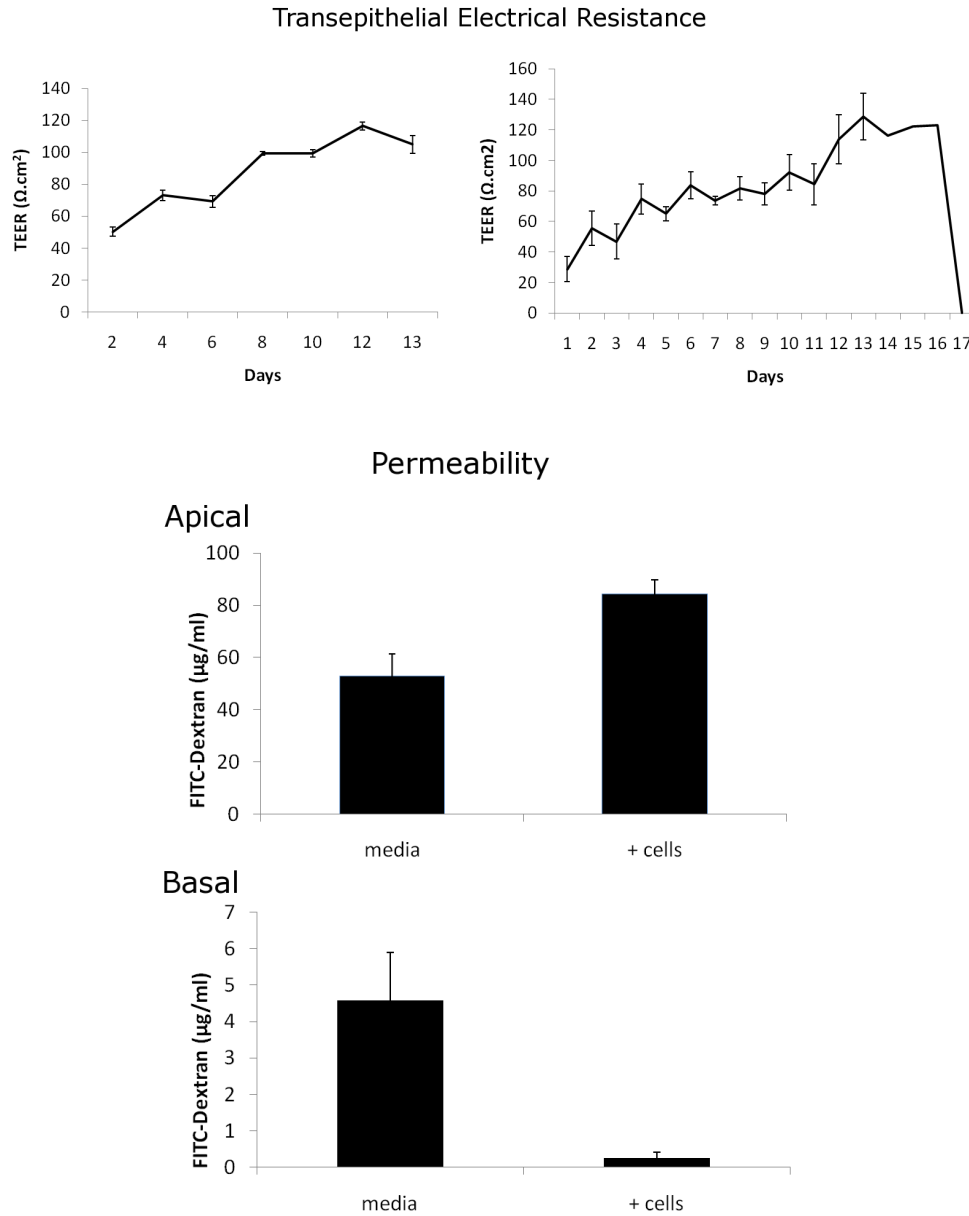 Transepithelial Electrical Resistance
TEER (Ω.cm²)
140
120
100
80
60
40
20
0
2 4 6 8 10 12 13
Days
TEER (Ω.cm2)
160
140
120
100
80
60
40
20
0
1 2 3 4 5 6 7 8 9 10 11 12 13 14 15 16 17
Days
Permeability
Apical
FITC-Dextran (µg/ml)
100
80
60
40
20
0
media + cells
Basal
FITC-Dextran (µg/ml)
7
6
5
4
3
2
1
0
media + cells